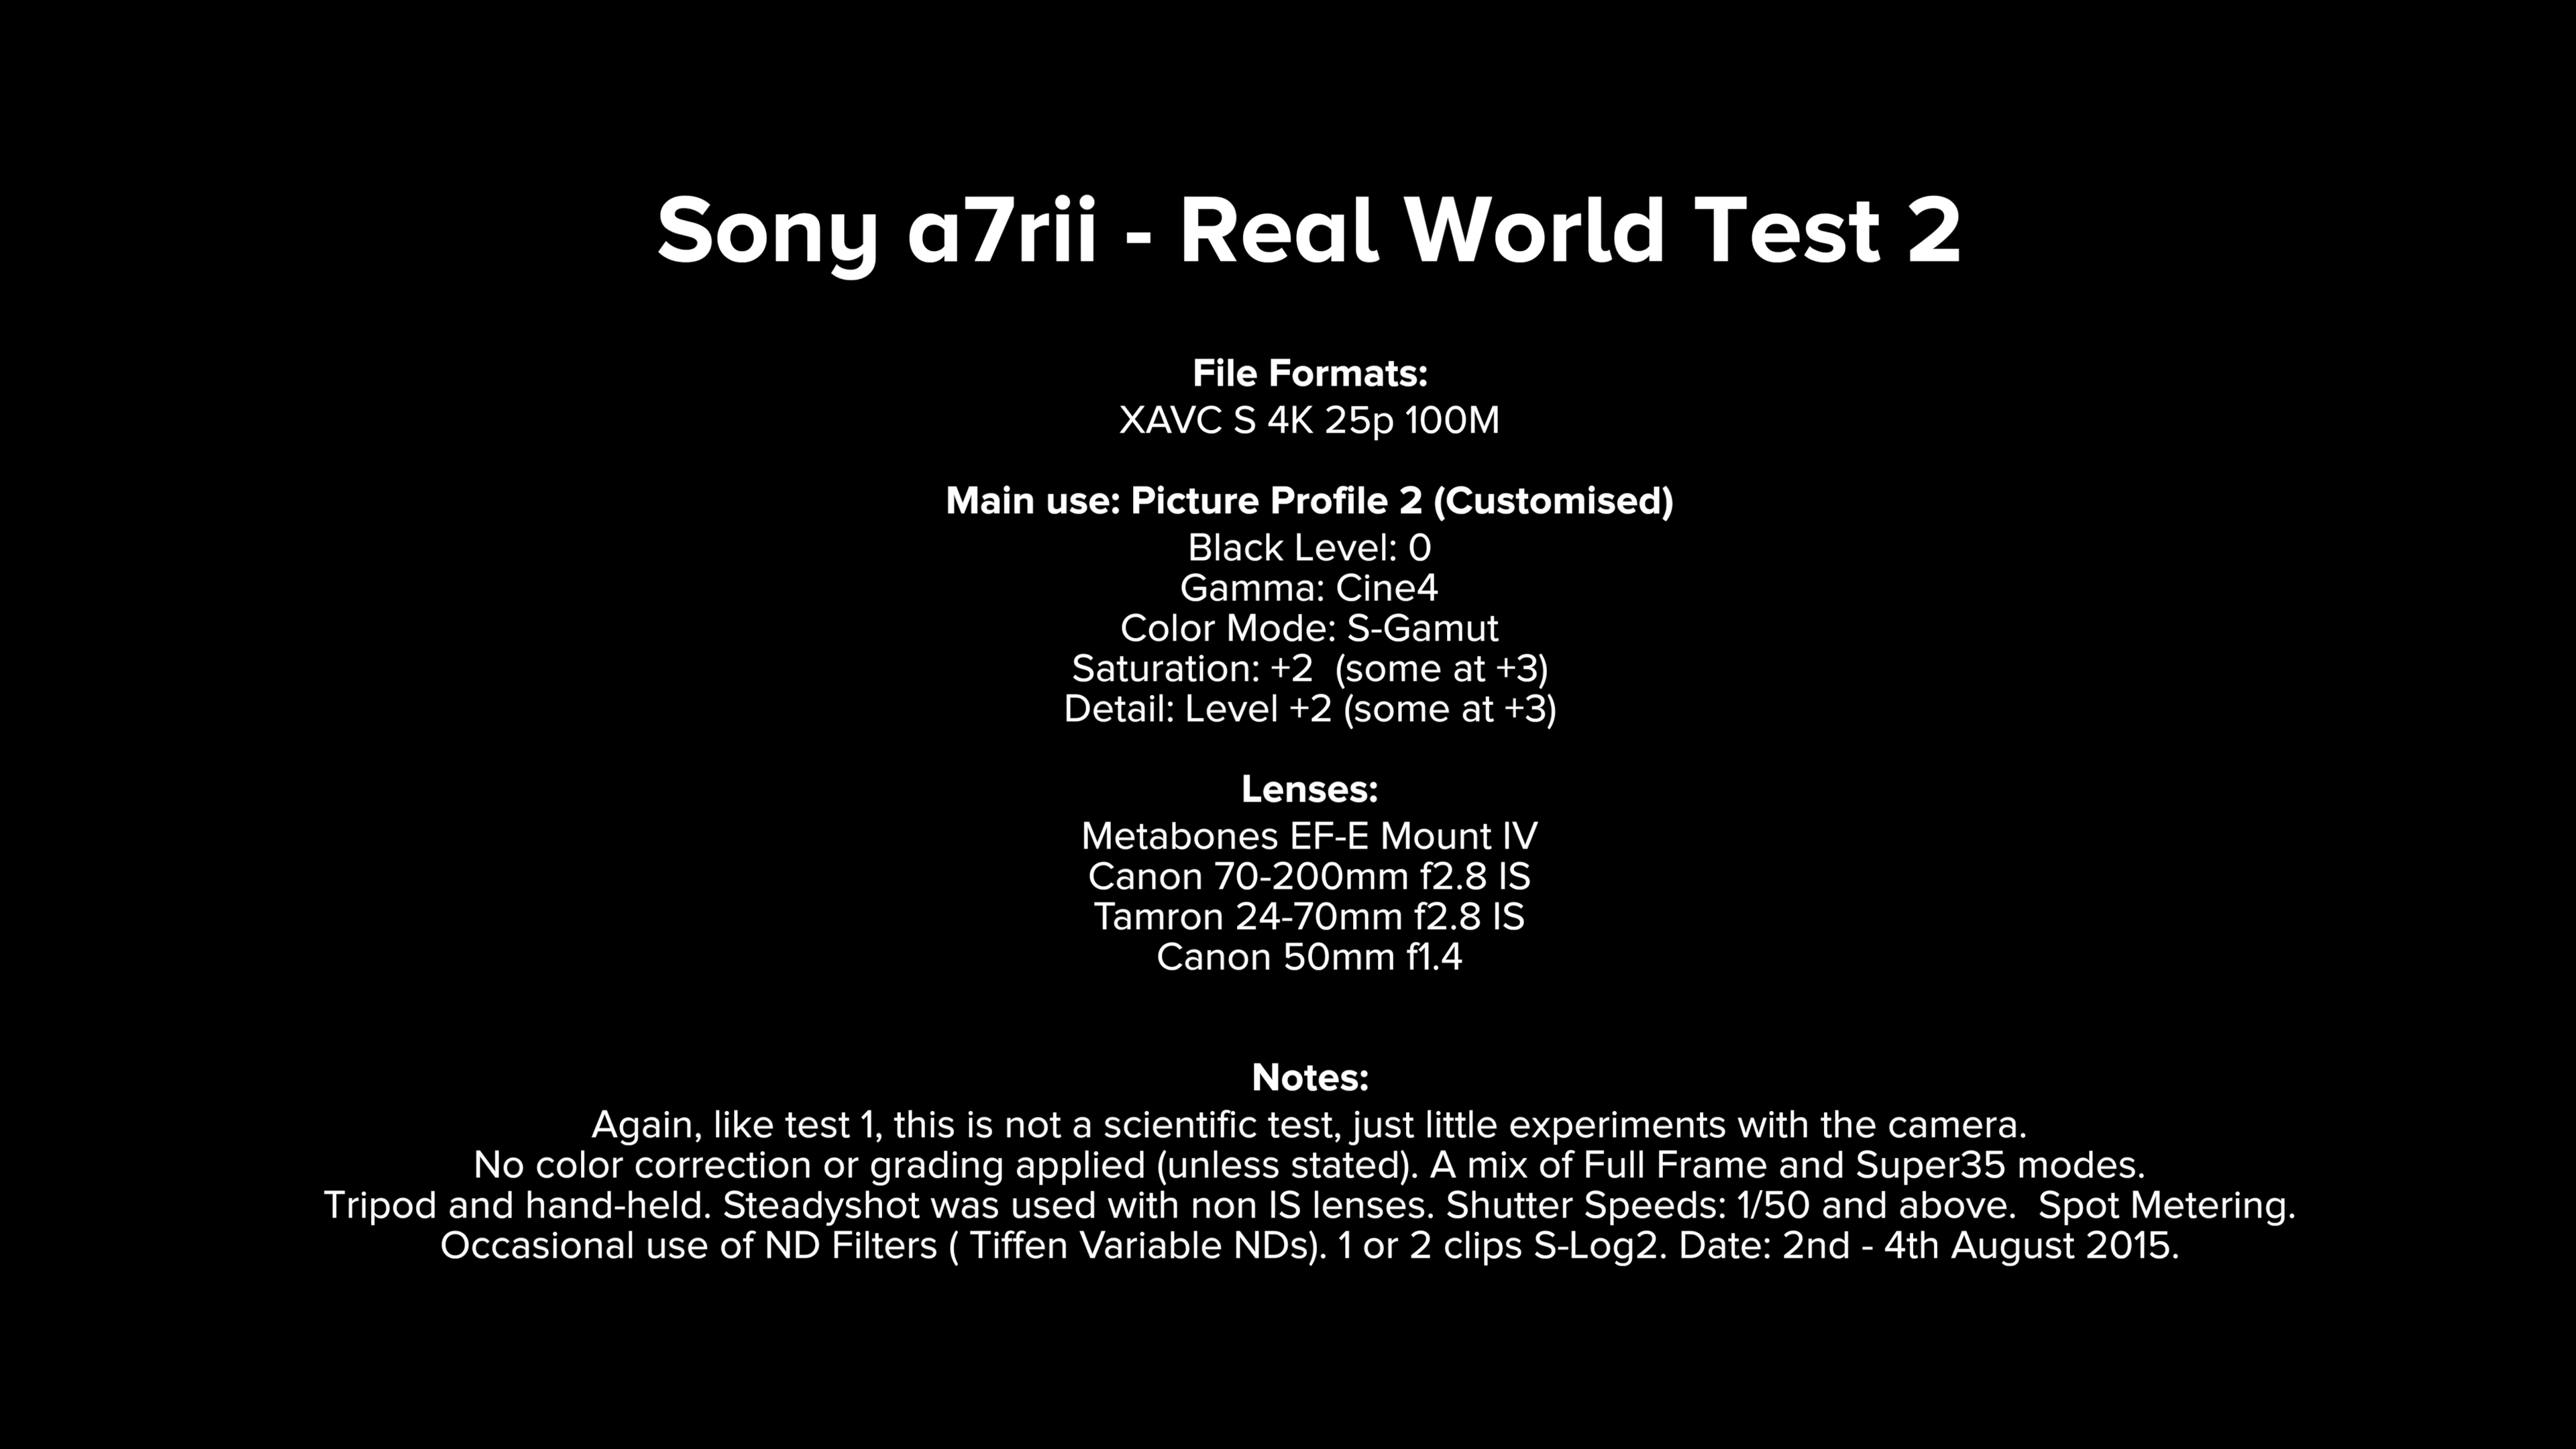 Sony a7rii - Real World Test 2
File Formats:
XAVC S 4K 25p 100M
Main use: Picture Profile 2 (Customised)
Black Level: 0
Gamma: Cine4
Color Mode: S-Gamut
Saturation: +2  (some at +3)
Detail: Level +2 (some at +3)
Lenses:
Metabones EF-E Mount IV
Canon 70-200mm f2.8 IS
Tamron 24-70mm f2.8 IS
Canon 50mm f1.4
Notes:
Again, like test 1, this is not a scientific test, just little experiments with the camera.
No color correction or grading applied (unless stated). A mix of Full Frame and Super35 modes.
Tripod and hand-held. Steadyshot was used with non IS lenses. Shutter Speeds: 1/50 and above.  Spot Metering.
Occasional use of ND Filters ( Tiffen Variable NDs). 1 or 2 clips S-Log2. Date: 2nd - 4th August 2015.